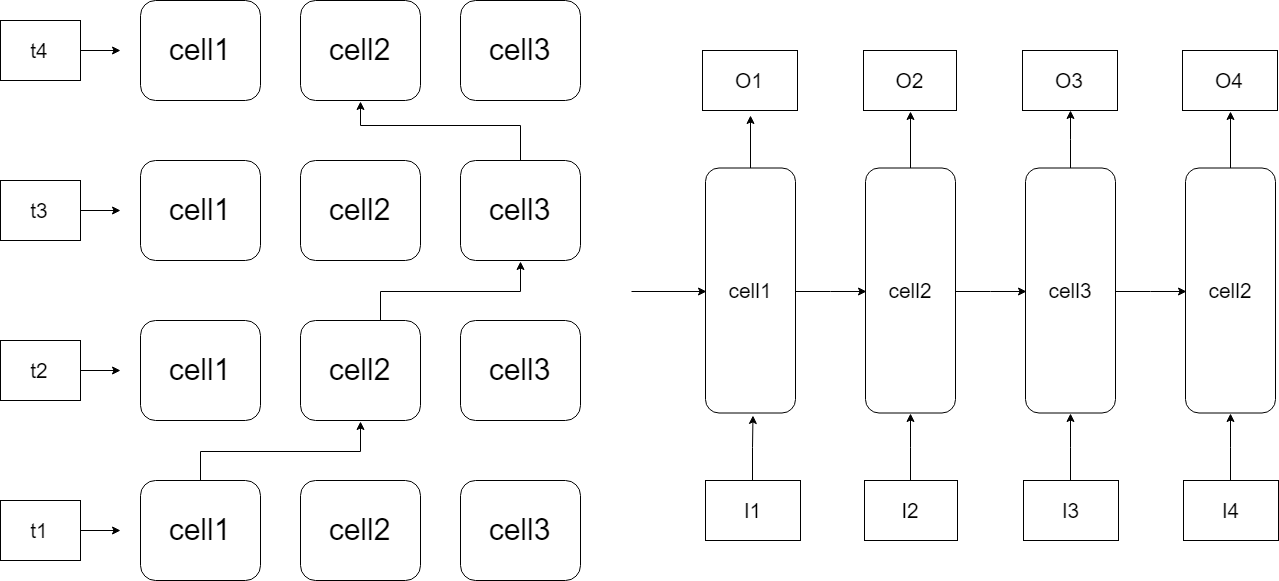 t4
cell1
cell2
cell3
t3
cell1
cell2
cell3
t2
cell1
cell2
cell3
t1
cell1
cell2
cell3
O1
O2
O3
O4
cell1
cell2
cell3
cell2
I1
I2
I3
I4